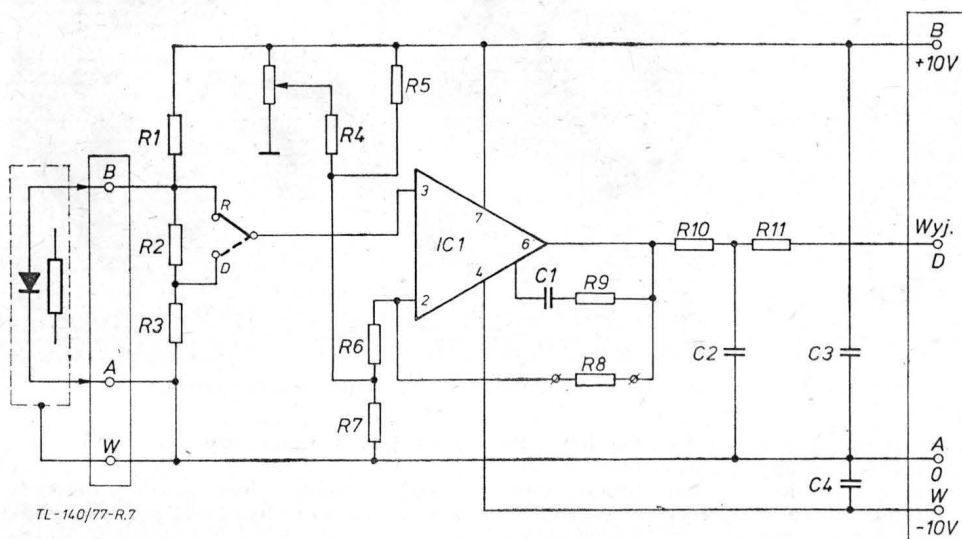 B
+10V
R5
R4
R1
B
R
3
7
R2
IC1
6
R10
R11
Wyj.
D
D
4
C1
R9
R3
2
R6
C2
C3
A
R8
R7
W
A
0
C4
W
-10V
TL-140/77-R.7